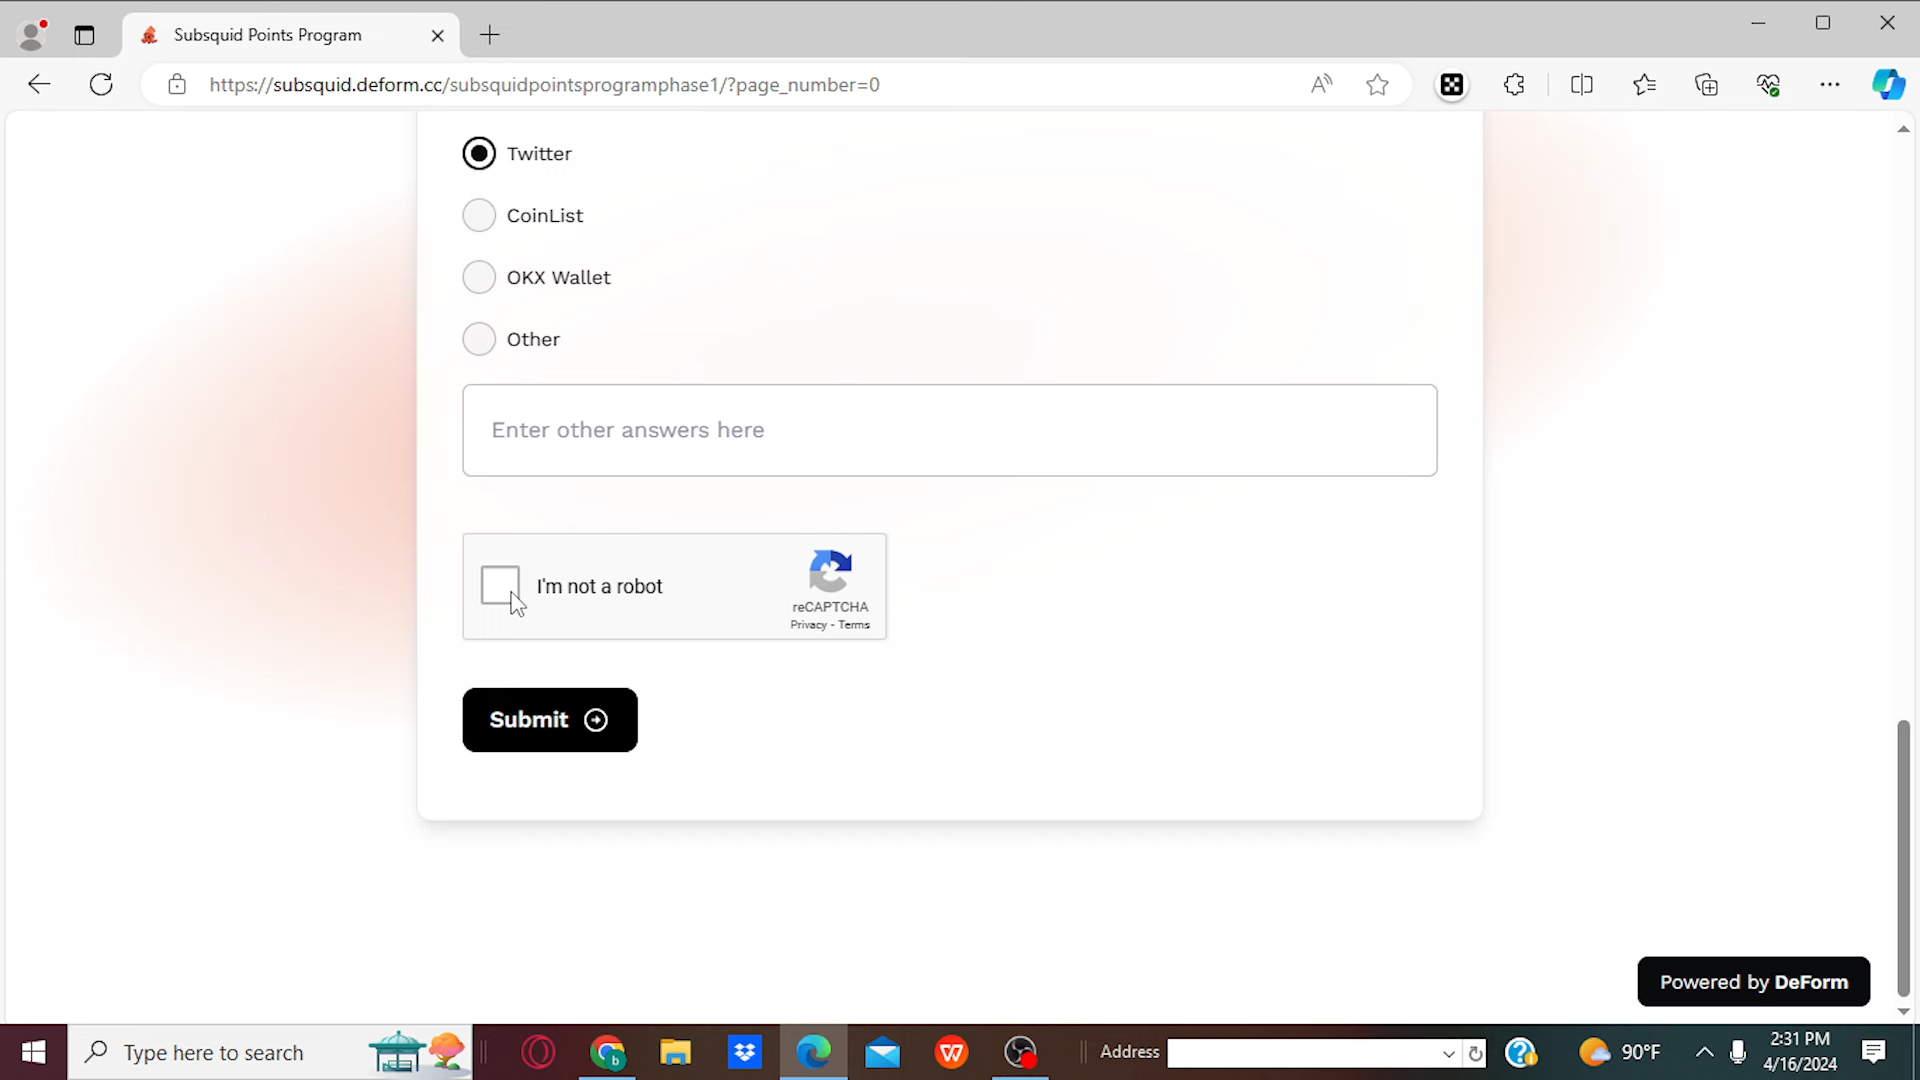 Subsquid Points Program
https://subsquid.deform.cc/subsquidpointsprogramphase1/?page_number=0
Twitter
CoinList
OKX Wallet
Other
Enter other answers here
I'm not a robot
reCAPTCHA
Privacy - Terms
Submit
Powered by DeForm
Type here to search
Address
90°F
2:31 PM
4/16/2024